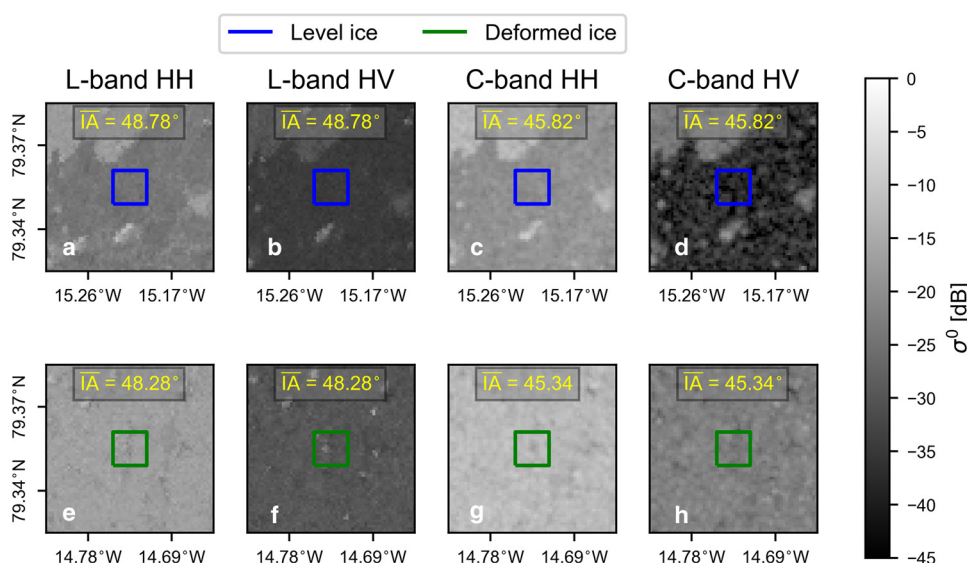 Level ice Deformed ice
L-band HH L-band HV C-band HH C-band HV
IA = 48.78° IA = 48.78° IA = 45.82° IA = 45.82°
79.37°N
79.34°N
a b c d
15.26°W 15.17°W 15.26°W 15.17°W 15.26°W 15.17°W 15.26°W 15.17°W
IA = 48.28° IA = 48.28° IA = 45.34 IA = 45.34°
79.37°N
79.34°N
e f g h
14.78°W 14.69°W 14.78°W 14.69°W 14.78°W 14.69°W 14.78°W 14.69°W
0
−5
−10
−15
−20
−25
−30
−35
−40
−45
σ⁰ [dB]